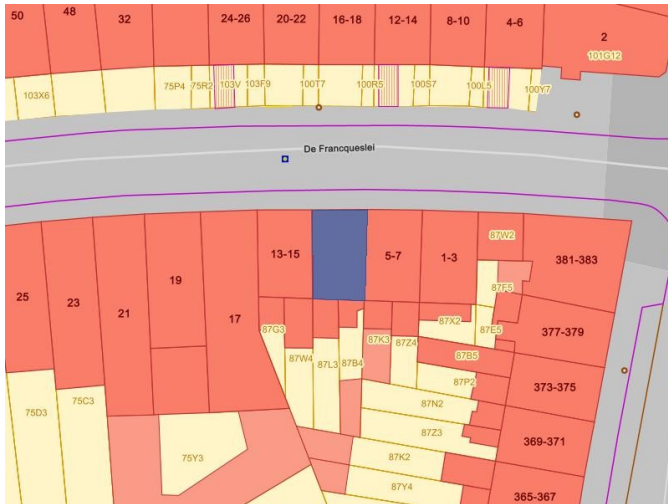 50
48
32
24-26
20-22
16-18
12-14
8-10
4-6
2
101G12
103X6
75P4
75R2
103V
103F9
100T7
100R5
100S7
100L5
100Y7
De Francqueslei
25
23
21
19
17
13-15
5-7
1-3
87W2
381-383
87F5
87G3
87W4
87L3
87B4
87K3
87Z4
87X2
87E5
377-379
87B5
87P2
373-375
75D3
75C3
87N2
87Z3
369-371
75Y3
87K2
87Y4
365-367